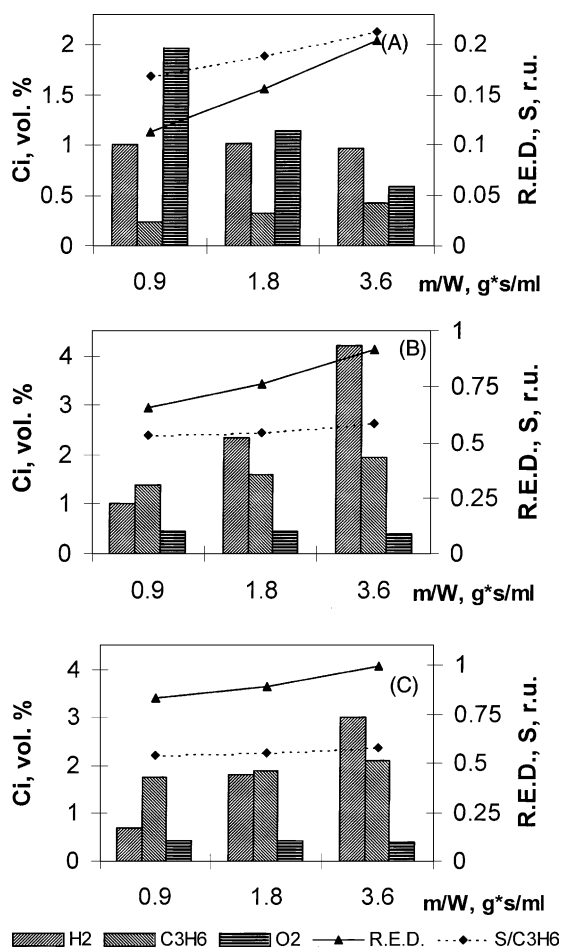 (A)
2
1.5
1
0.5
0
Ci, vol. %
0.2
0.15
0.1
0.05
0
R.E.D., S, r.u.
0.9 1.8 3.6 m/W, g*s/ml
(B)
4
3
2
1
0
Ci, vol. %
1
0.75
0.5
0.25
0
R.E.D., S, r.u.
0.9 1.8 3.6 m/W, g*s/ml
(C)
4
3
2
1
0
Ci, vol. %
1
0.75
0.5
0.25
0
R.E.D., S, r.u.
0.9 1.8 3.6 m/W, g*s/ml
H2 C3H6 O2 R.E.D. S/C3H6